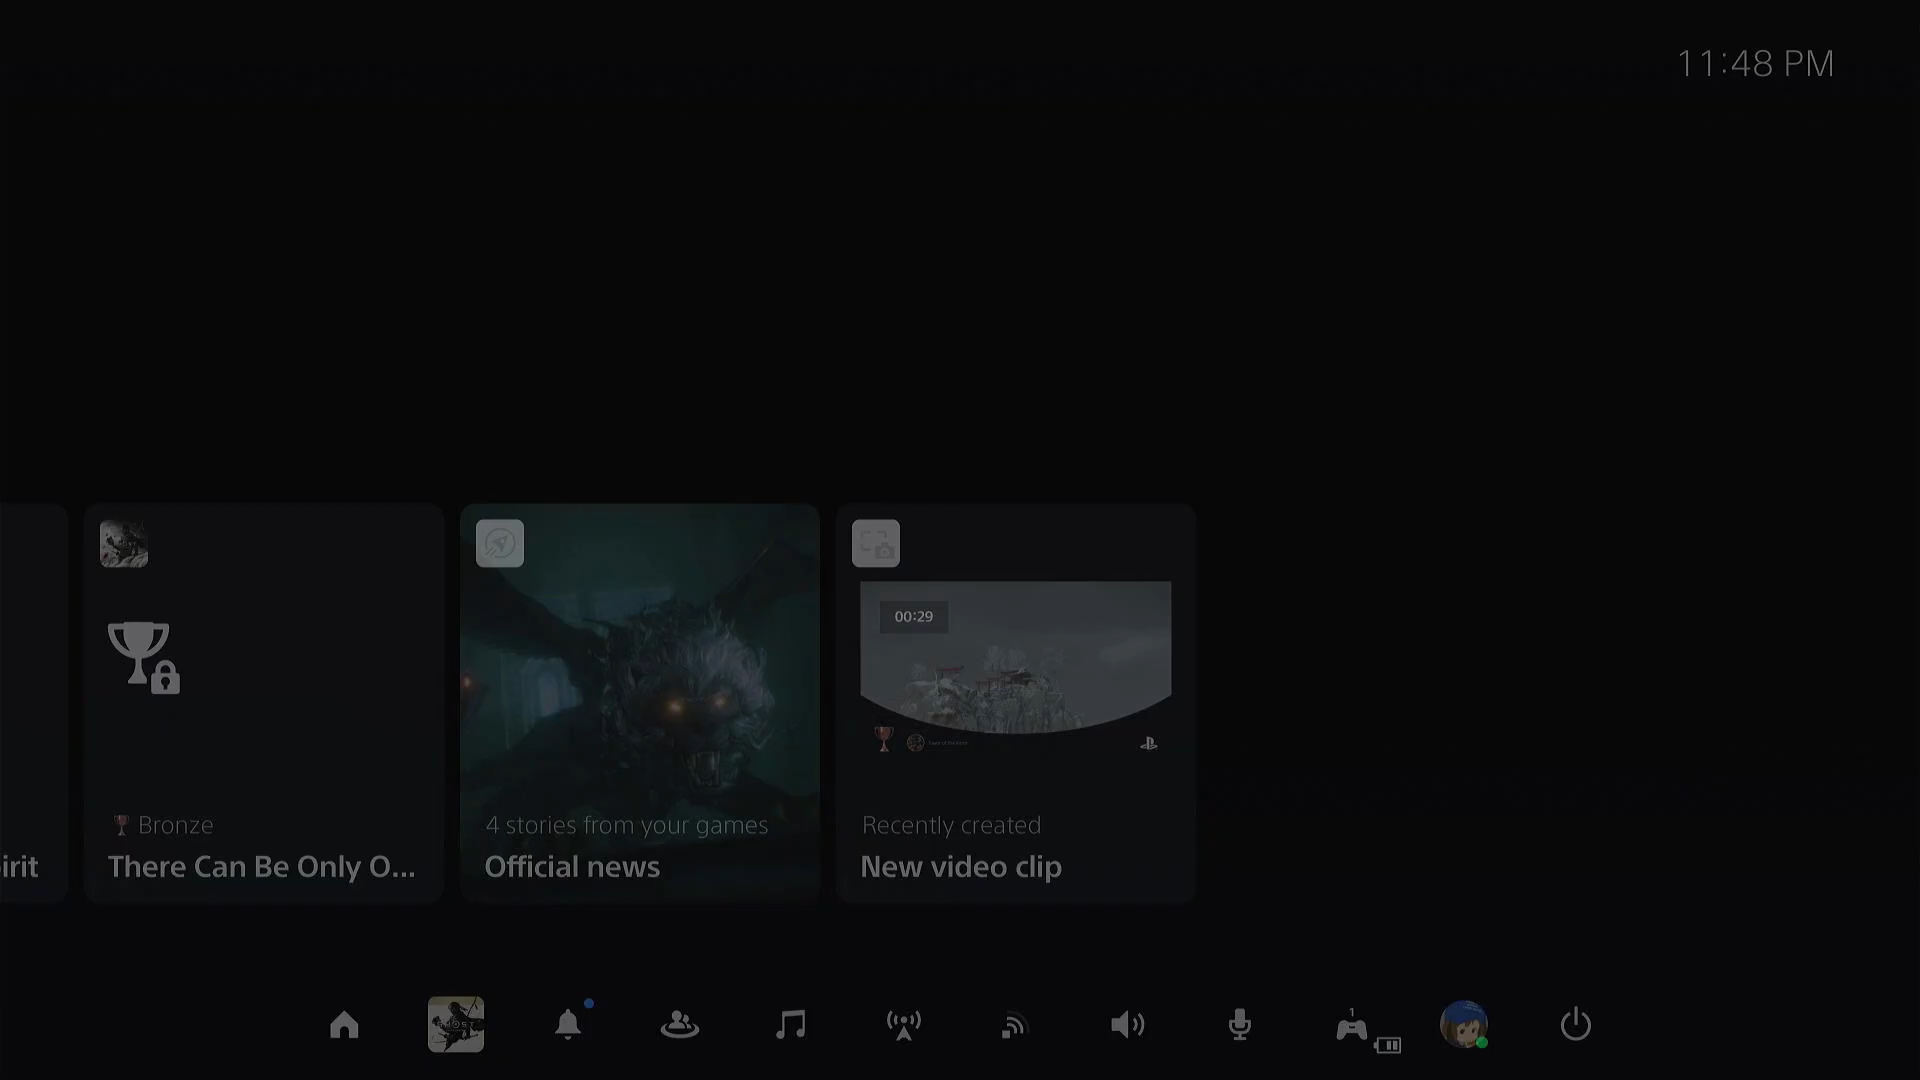 11:48 PM
00:29
Bronze
4 stories from your games
Recently created
irit
There Can Be Only O...
Official news
New video clip
GHOST
1